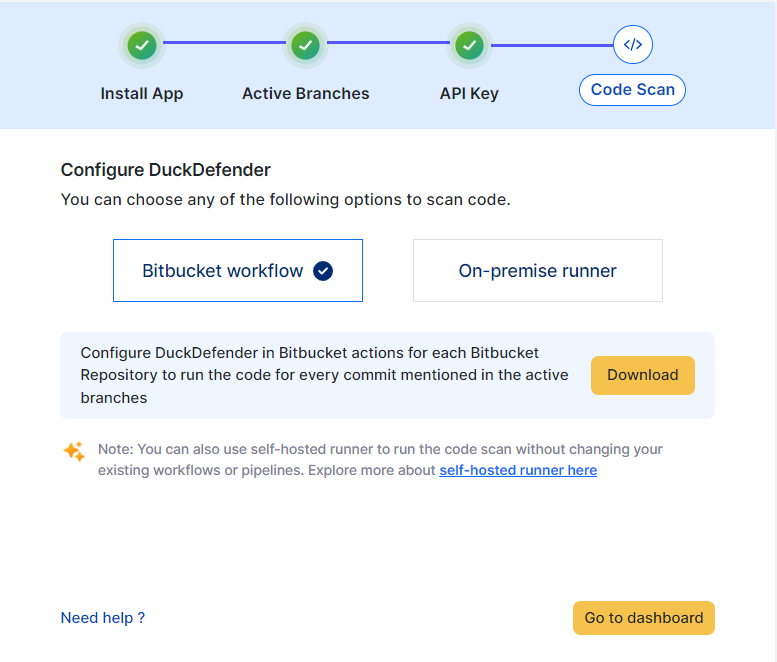 Install App
Active Branches
API Key
</>
Code Scan
Configure DuckDefender
You can choose any of the following options to scan code.
Bitbucket workflow
On-premise runner
Configure DuckDefender in Bitbucket actions for each Bitbucket
Repository to run the code for every commit mentioned in the active
branches
Download
Note: You can also use self-hosted runner to run the code scan without changing your
existing workflows or pipelines. Explore more about self-hosted runner here
Need help ?
Go to dashboard